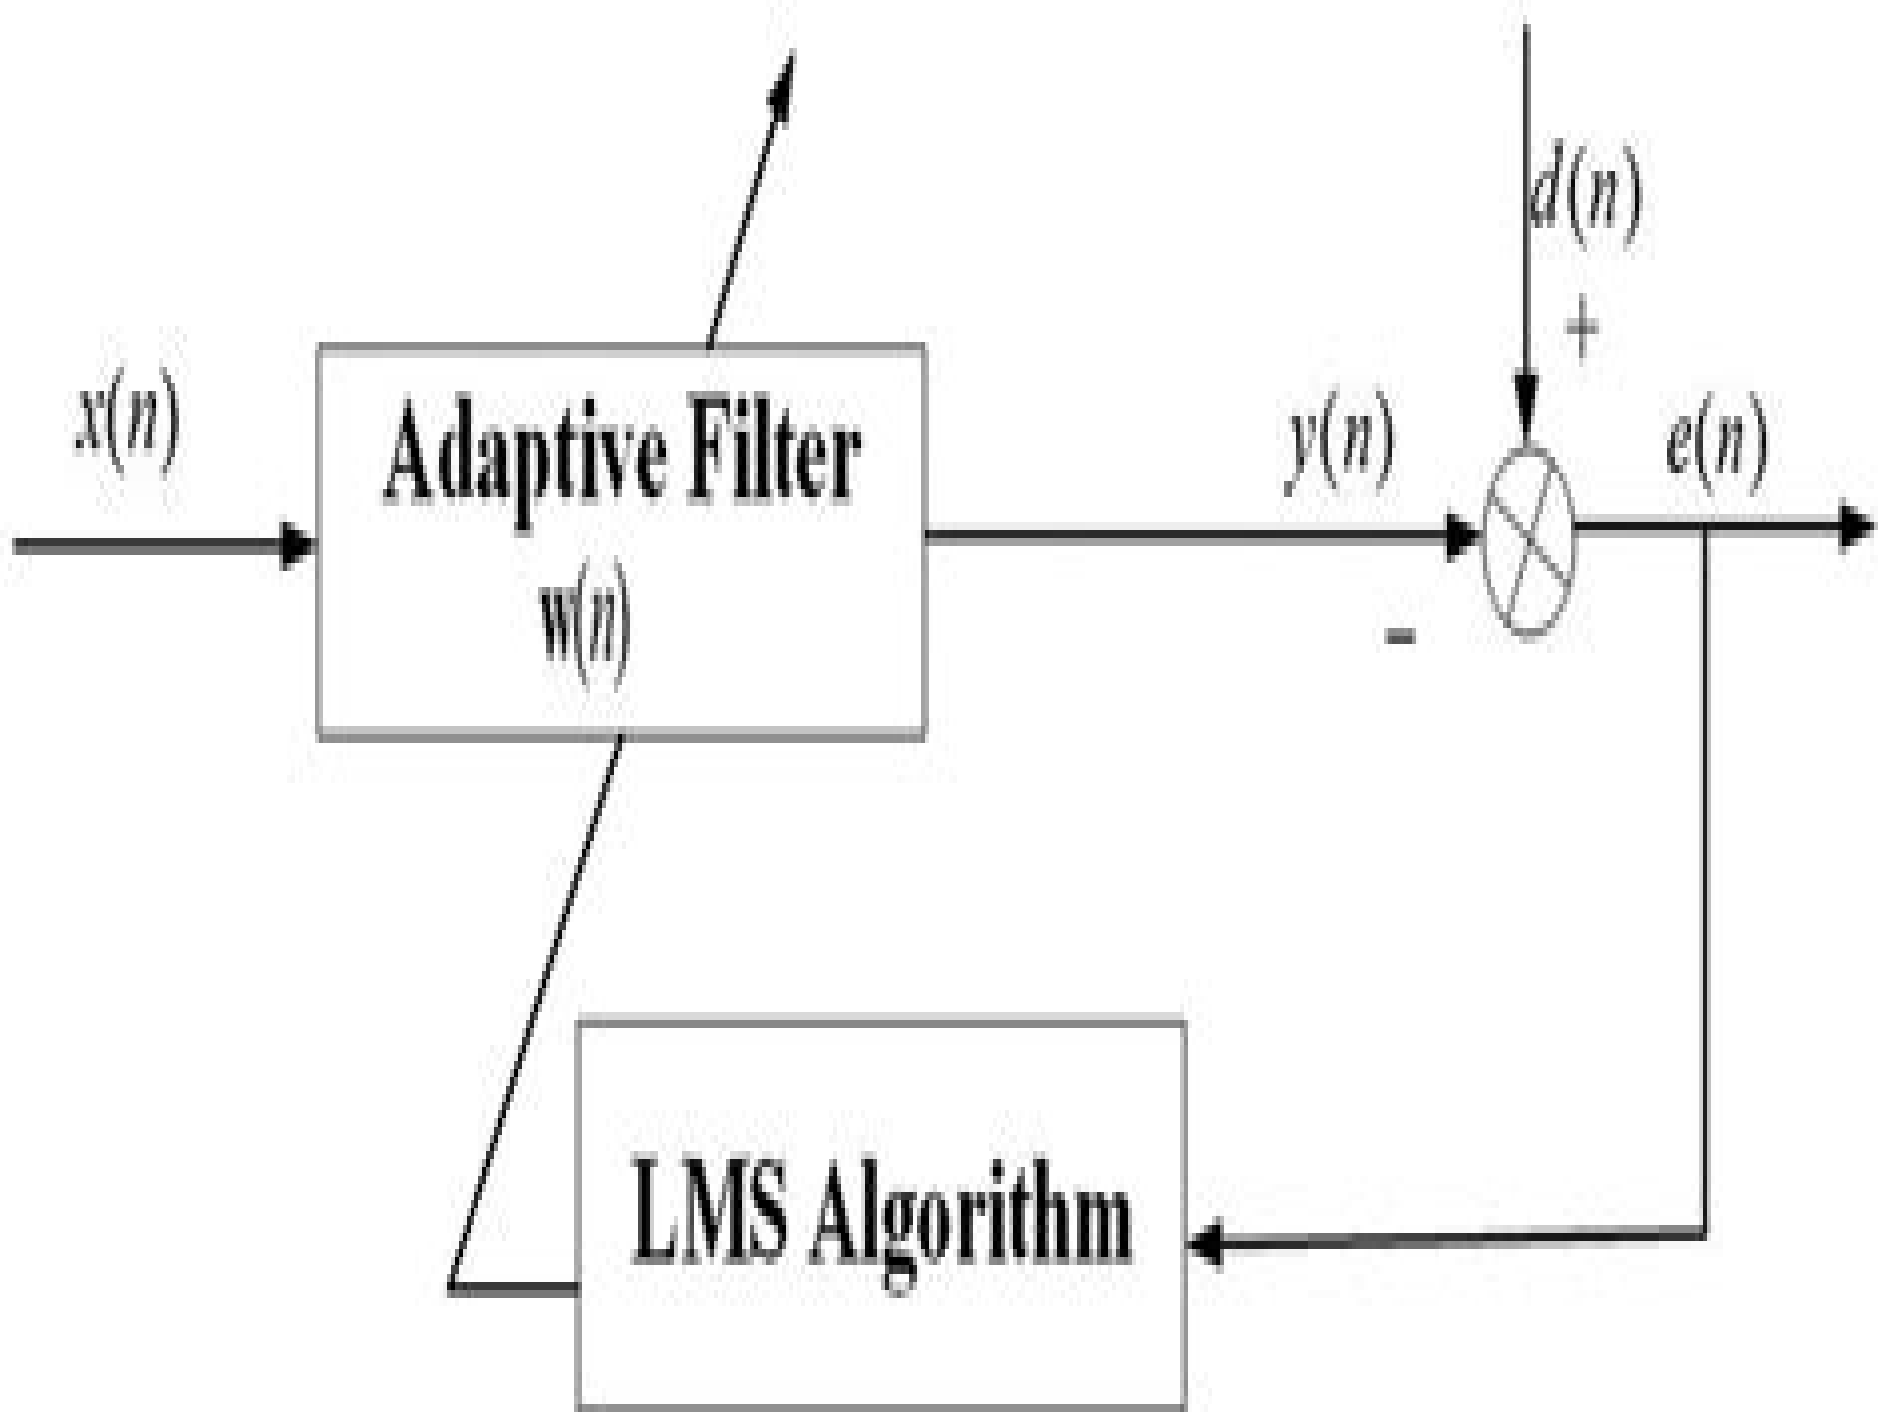 d(n)
+
x(n)
Adaptive Filter
y(n)
e(n)
w(n)
-
LMS Algorithm